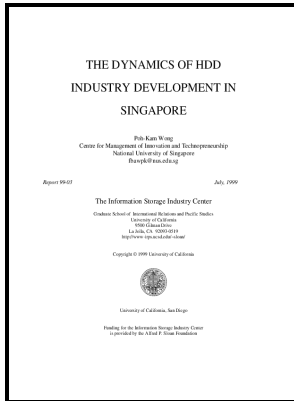 THE DYNAMICS OF HDD
INDUSTRY DEVELOPMENT IN
SINGAPORE
Poh-Kam Wong
Centre for Management of Innovation and Technopreneurship
National University of Singapore
fbawpk@nus.edu.sg
Report 99-03
July, 1999
The Information Storage Industry Center
Graduate School of International Relations and Pacific Studies
University of California
9500 Gilman Drive
La Jolla, CA 92093-0519
Copyright © 1999 University of California
University of California, San Diego
Funding for the Information Storage Industry Center
is provided by the Alfred P. Sloan Foundation